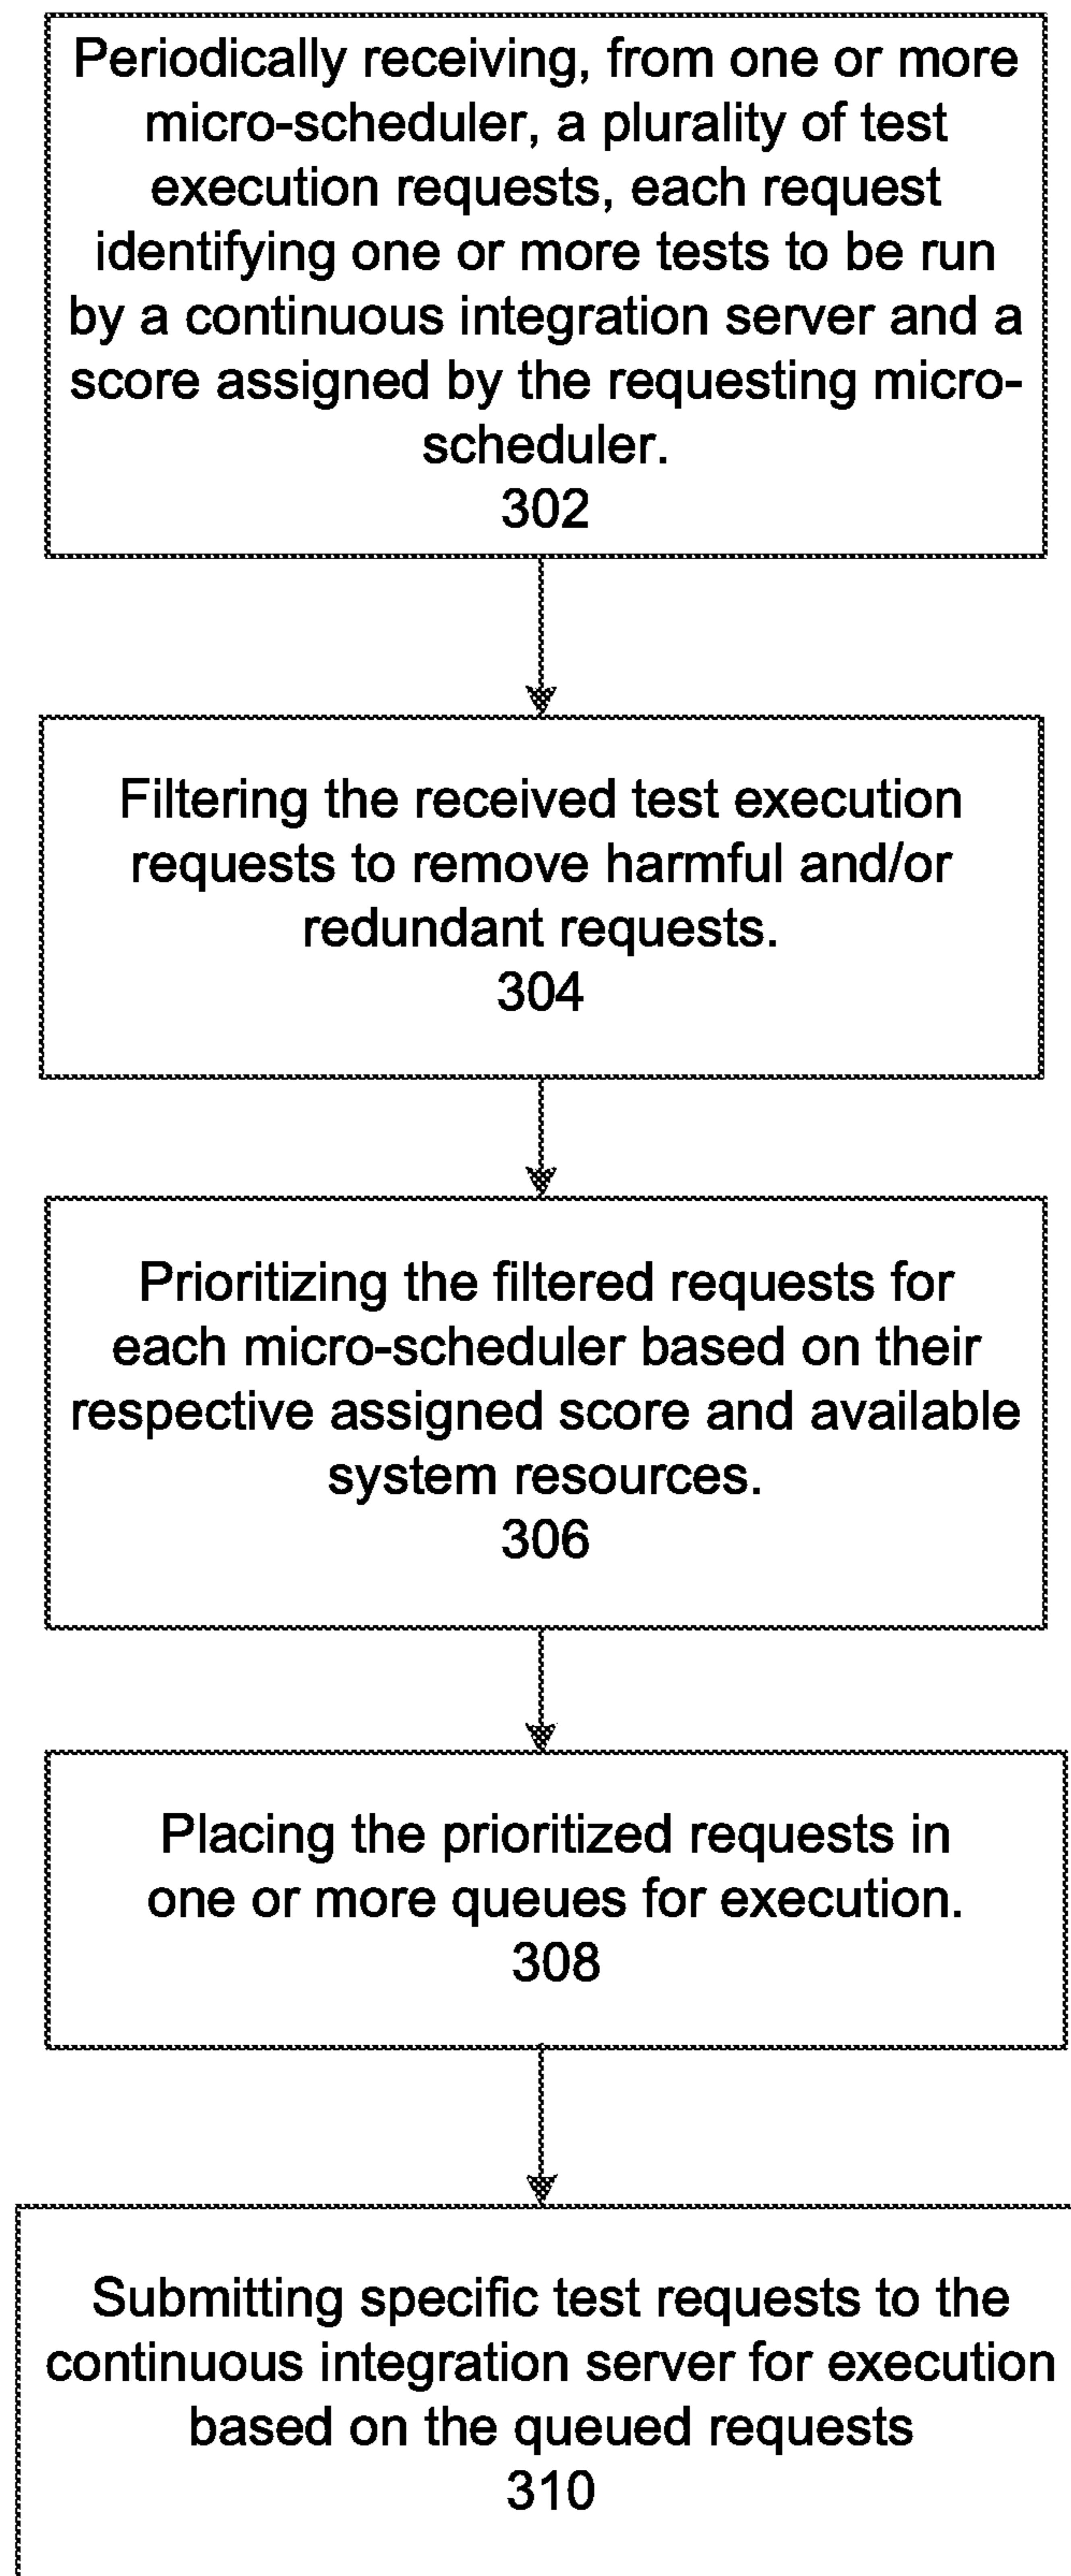 Periodically receiving, from one or more
micro-scheduler, a plurality of test
execution requests, each request
identifying one or more tests to be run
by a continuous integration server and a
score assigned by the requesting micro-
scheduler.
302
Filtering the received test execution
requests to remove harmful and/or
redundant requests.
304
Prioritizing the filtered requests for
each micro-scheduler based on their
respective assigned score and available
system resources.
306
Placing the prioritized requests in
one or more queues for execution.
308
Submitting specific test requests to the
continuous integration server for execution
based on the queued requests
310